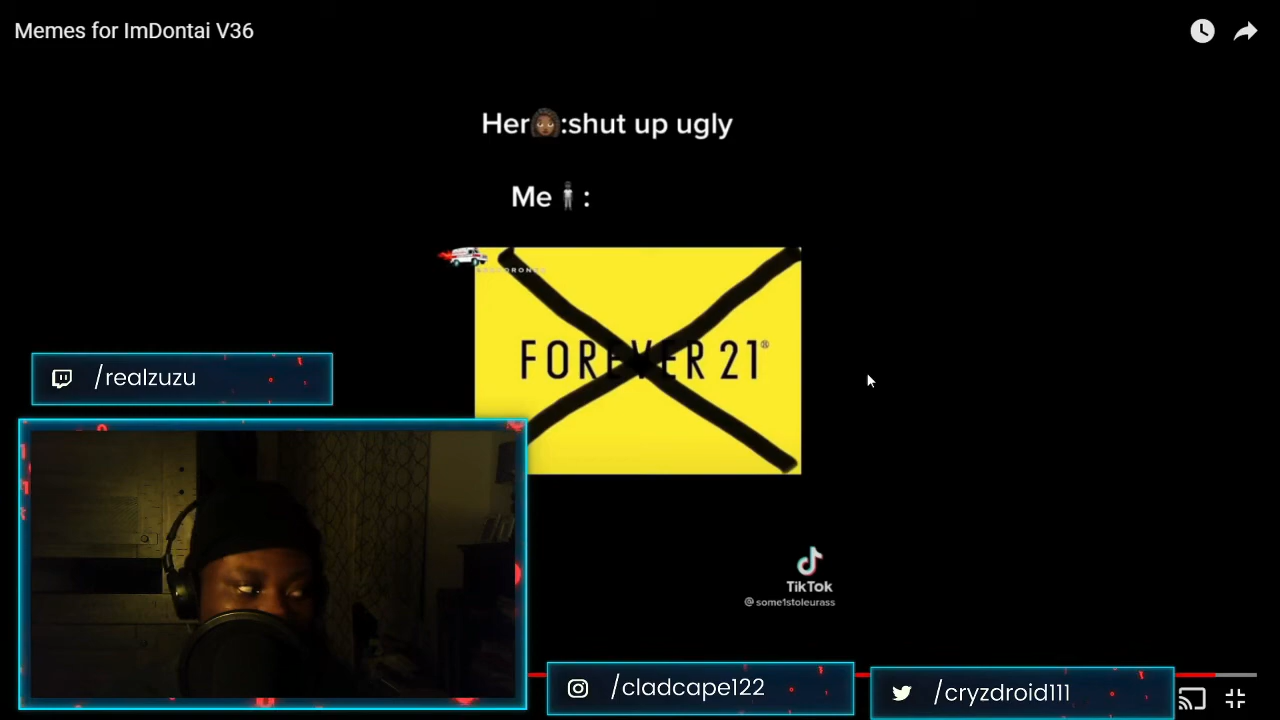 Memes for ImDontai V36
Her👩🏾:shut up ugly
Me🧍🏿:
FOREVER 21®
/realzuzu
TikTok
@some1stoleurass
/cladcape122
/cryzdroid111